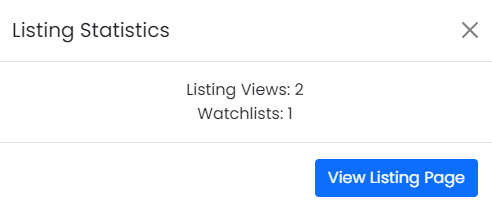 Listing Statistics
Listing Views: 2
Watchlists: 1
View Listing Page